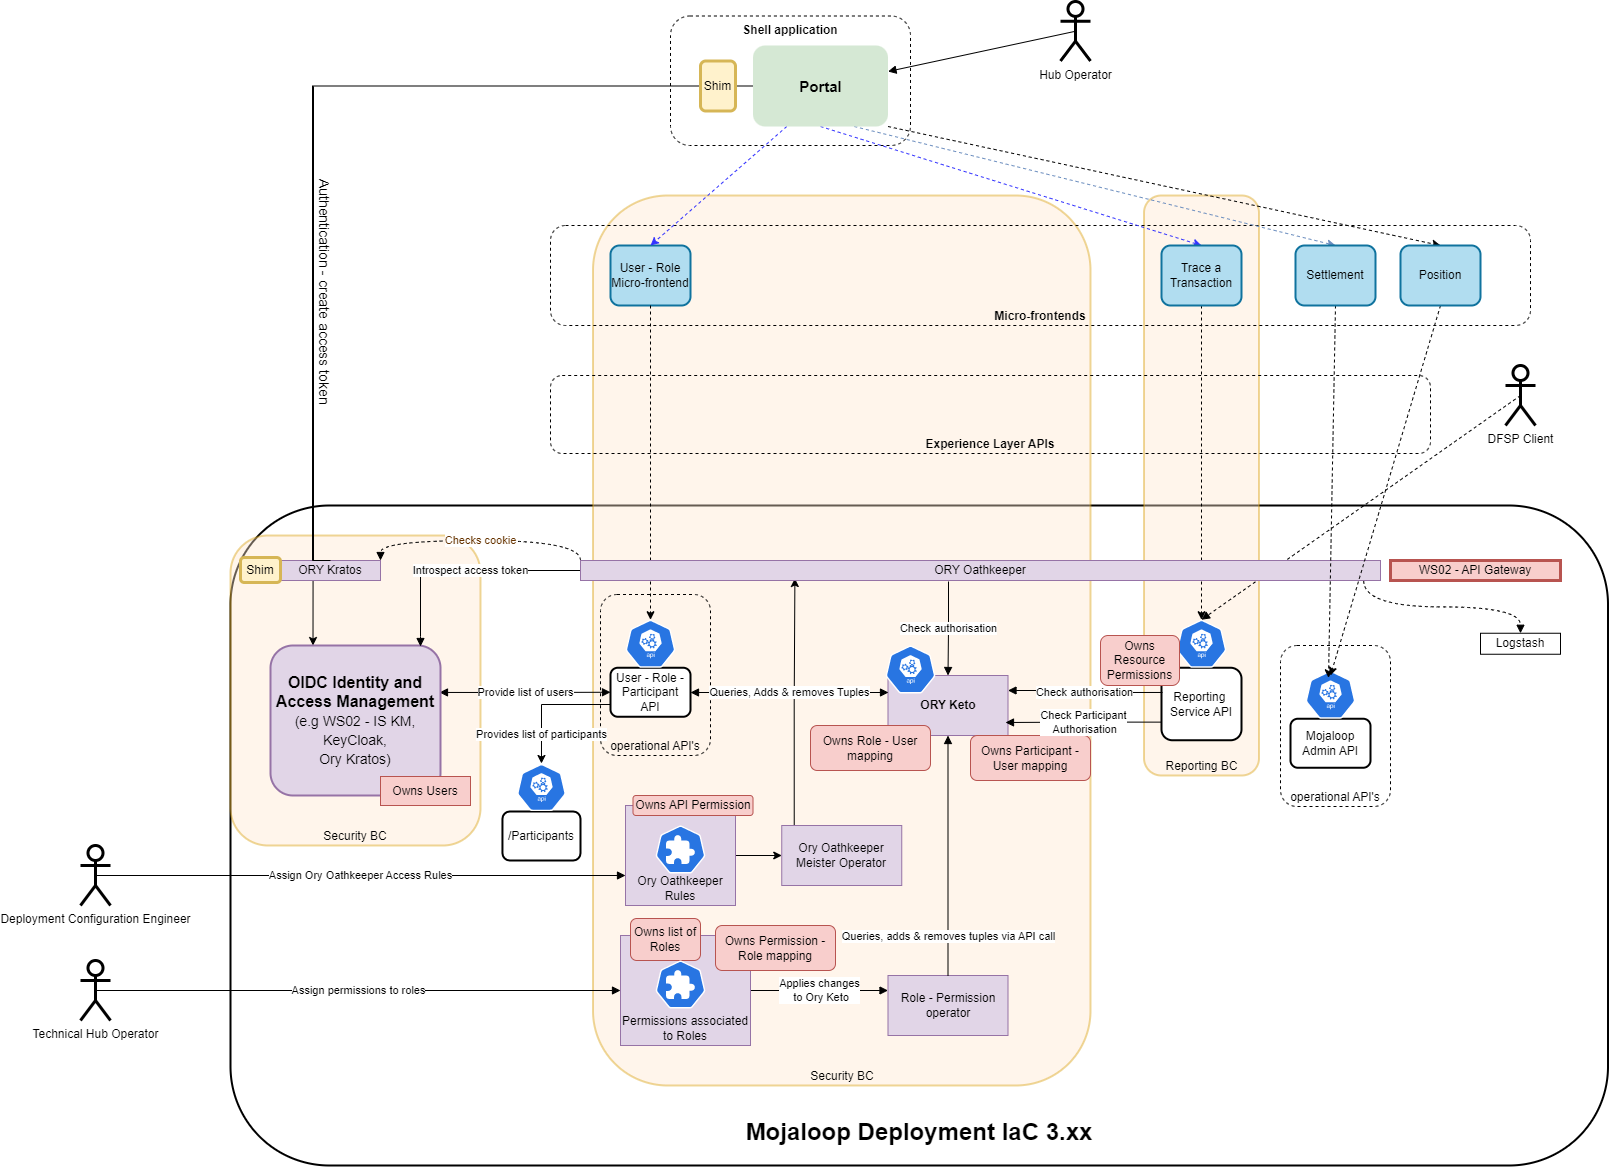 Shell application
Shim
Portal
Hub Operator
Authentication - create access token
User - Role
Micro-frontend
Trace a
Transaction
Settlement
Position
Micro-frontends
Experience Layer APIs
DFSP Client
Checks cookie
Shim
ORY Kratos
Introspect access token
ORY Oathkeeper
WS02 - API Gateway
Check authorisation
Logstash
api
api
api
api
OIDC Identity and
Access Management
(e.g WS02 - IS KM,
KeyCloak,
Ory Kratos)
Owns Users
Security BC
Provide list of users
User - Role -
Participant
API
operational API's
Provides list of participants
api
/Participants
Queries, Adds & removes Tuples
ORY Keto
Owns Role - User
mapping
Owns Participant -
User mapping
Check authorisation
Check Participant
Authorisation
Owns
Resource
Permissions
Reporting
Service API
Reporting BC
Mojaloop
Admin API
operational API's
Owns API Permission
Ory Oathkeeper
Rules
Ory Oathkeeper
Meister Operator
Deployment Configuration Engineer
Assign Ory Oathkeeper Access Rules
Owns list of
Roles
Owns Permission -
Role mapping
Queries, adds & removes tuples via API call
Technical Hub Operator
Assign permissions to roles
Permissions associated
to Roles
Applies changes
to Ory Keto
Role - Permission
operator
Security BC
Mojaloop Deployment IaC 3.xx